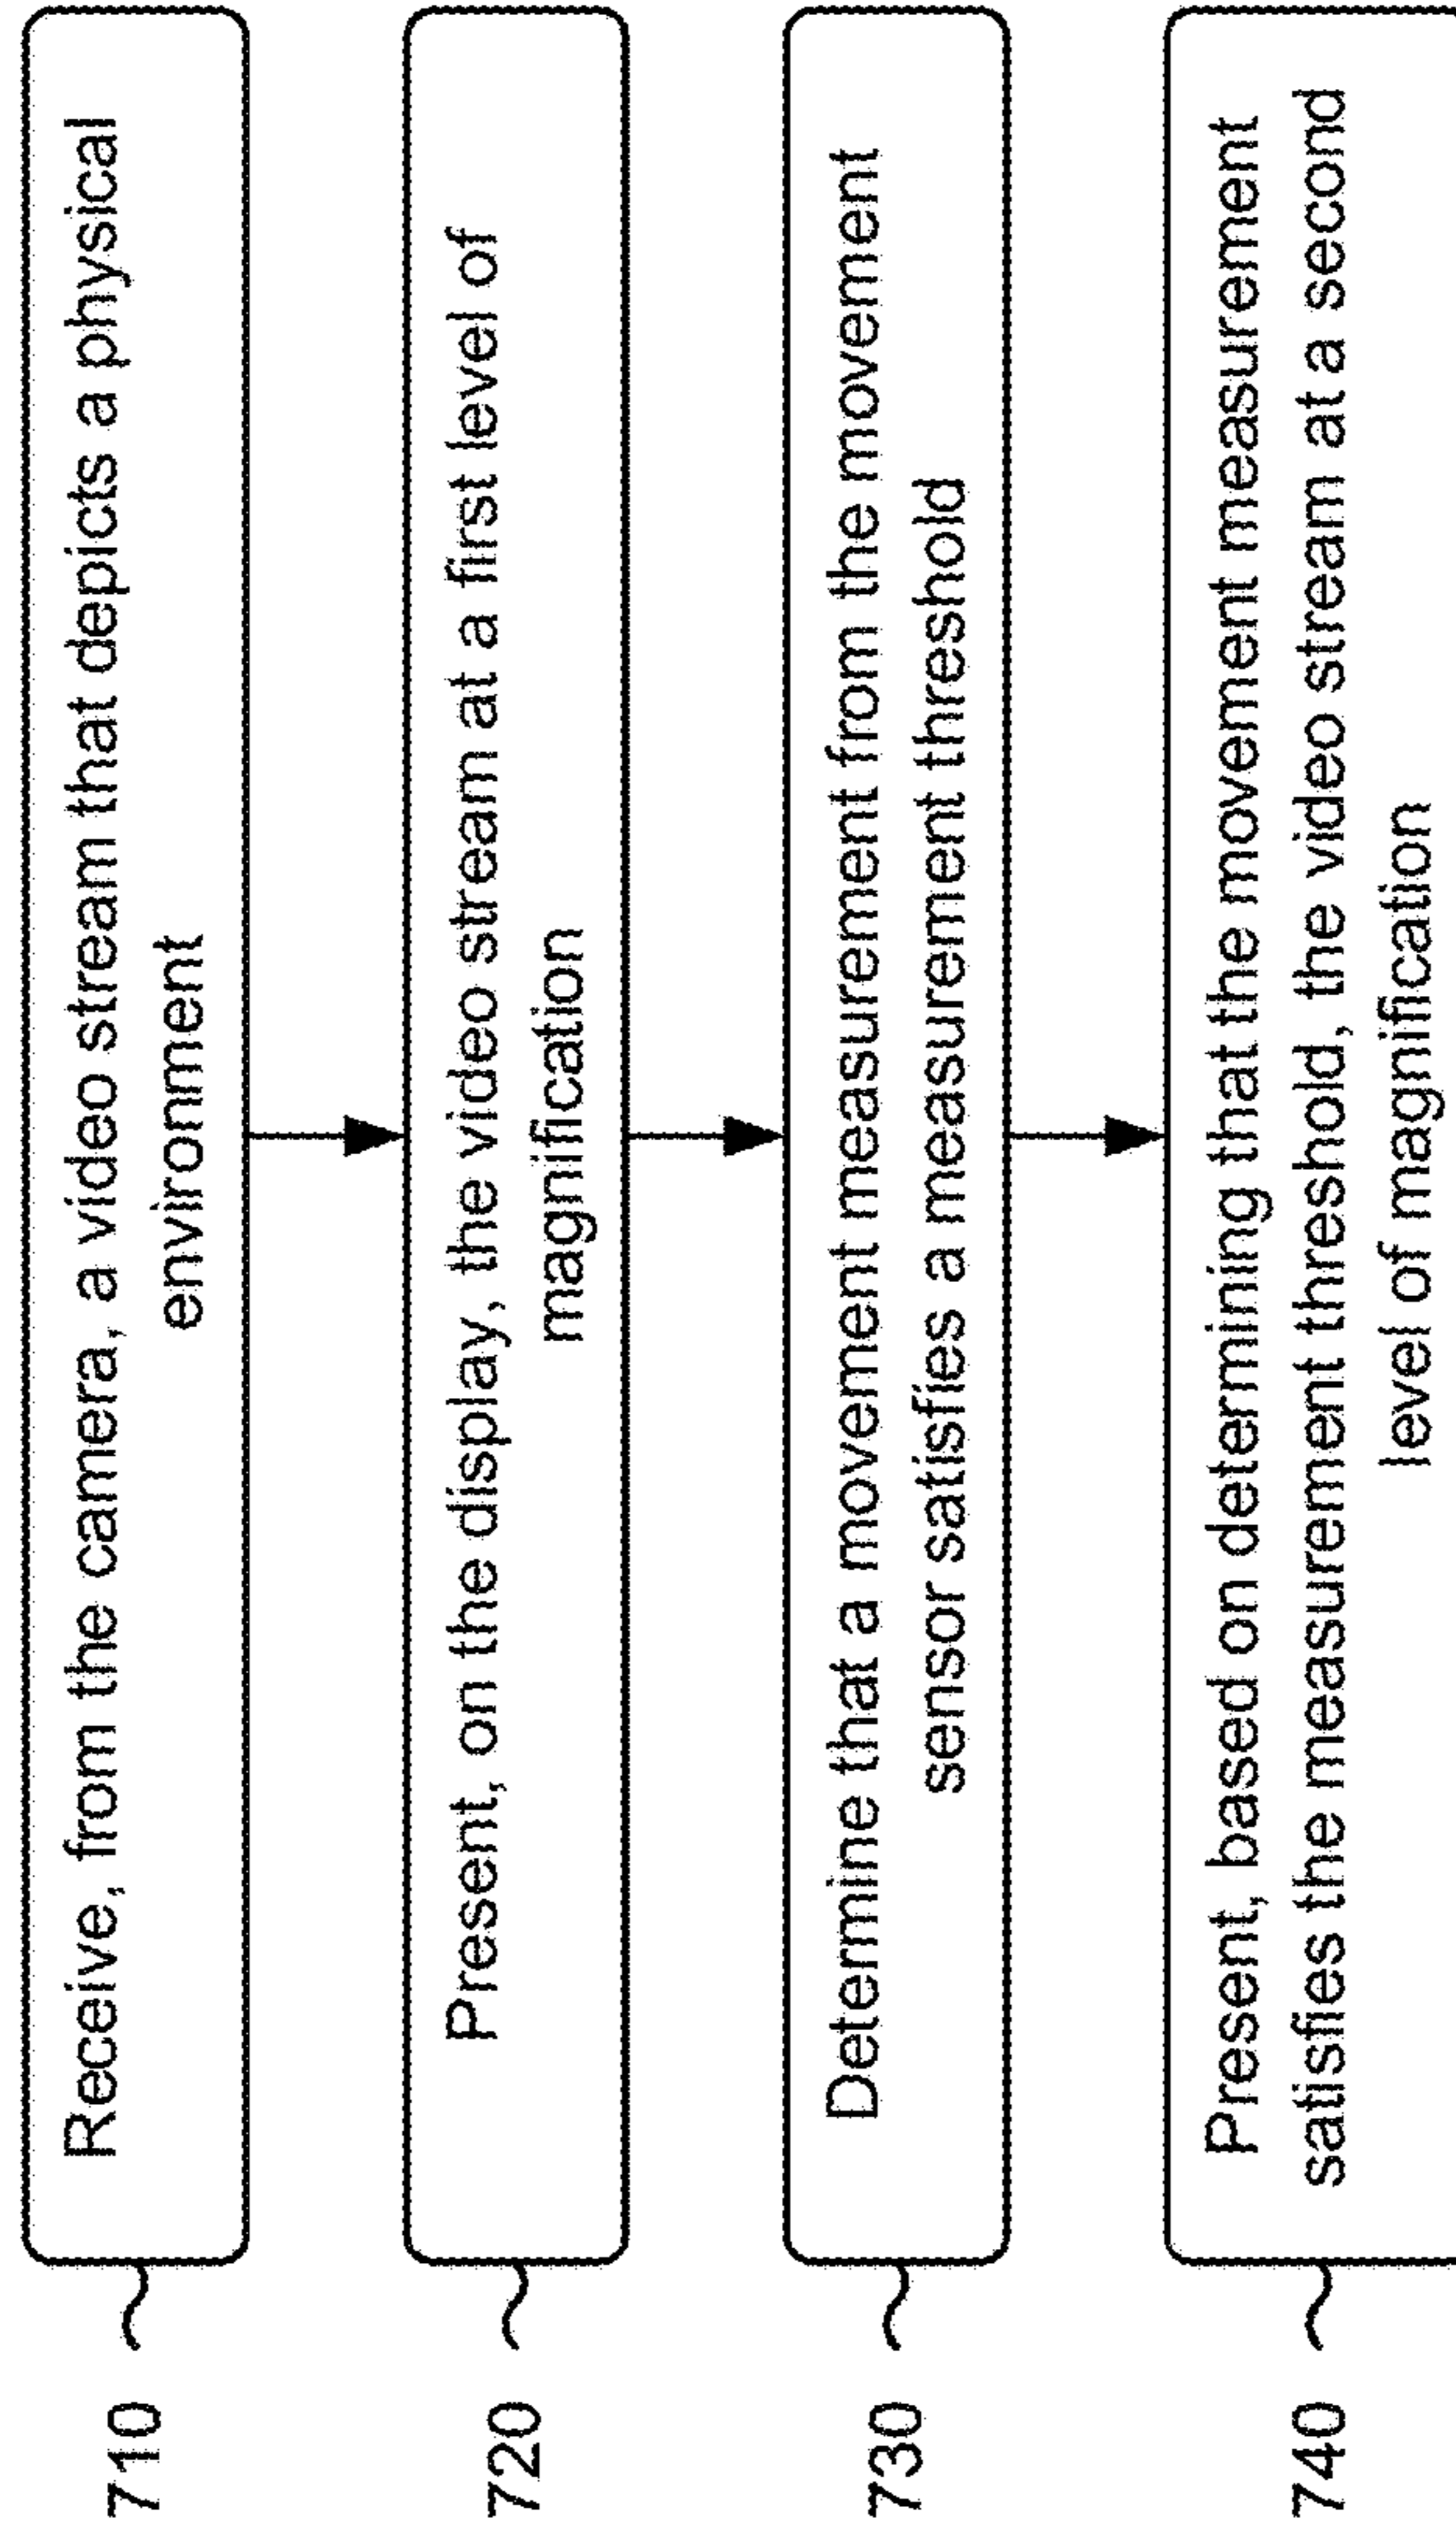 710
Receive, from the camera, a video stream that depicts a physical
environment
720
Present, on the display, the video stream at a first level of
magnification
730
Determine that a movement measurement from the movement
sensor satisfies a measurement threshold
740
Present, based on determining that the movement measurement
satisfies the measurement threshold, the video stream at a second
level of magnification